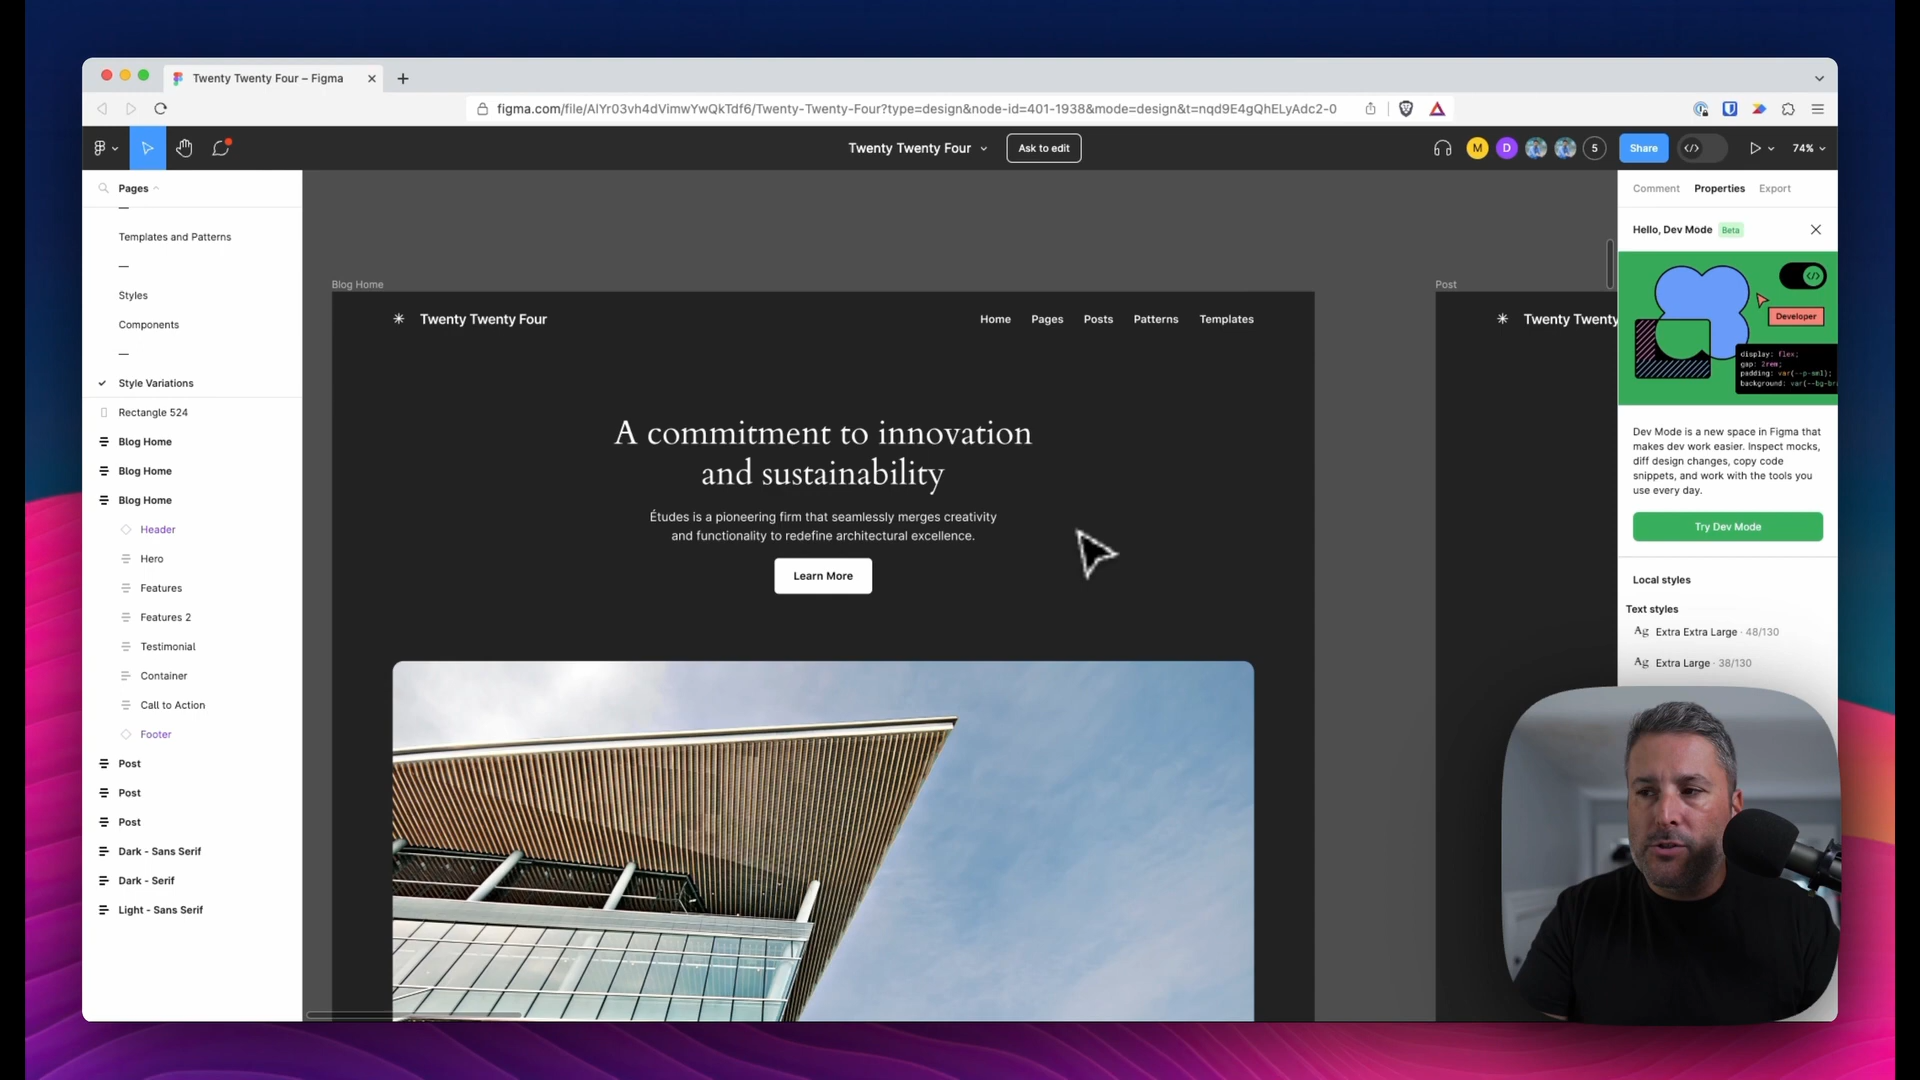 Twenty Twenty Four – Figma
figma.com/file/AlYr03vh4dVimwYwQkTdf6/Twenty-Twenty-Four?type=design&node-id=401-1938&mode=design&t=nqd9E4gQhELyAdc2-0
Twenty Twenty Four
Ask to edit
M
D
5
Share
74%
Pages
Templates and Patterns
—
Styles
Components
—
Style Variations
Rectangle 524
Blog Home
Blog Home
Blog Home
Header
Hero
Features
Features 2
Testimonial
Container
Call to Action
Footer
Post
Post
Post
Dark - Sans Serif
Dark - Serif
Light - Sans Serif
Blog Home
Twenty Twenty Four
Home
Pages
Posts
Patterns
Templates
A commitment to innovation
and sustainability
Études is a pioneering firm that seamlessly merges creativity
and functionality to redefine architectural excellence.
Learn More
Post
Twenty Twenty
Comment
Properties
Export
Hello, Dev Mode
Beta
</>
Developer
display: flex;
gap: 2rem;
padding: var(--p-sml);
background: var(--bg-br
Dev Mode is a new space in Figma that
makes dev work easier. Inspect mocks,
diff design changes, copy code
snippets, and work with the tools you
use every day.
Try Dev Mode
Local styles
Text styles
Ag Extra Extra Large · 48/130
Ag Extra Large · 38/130